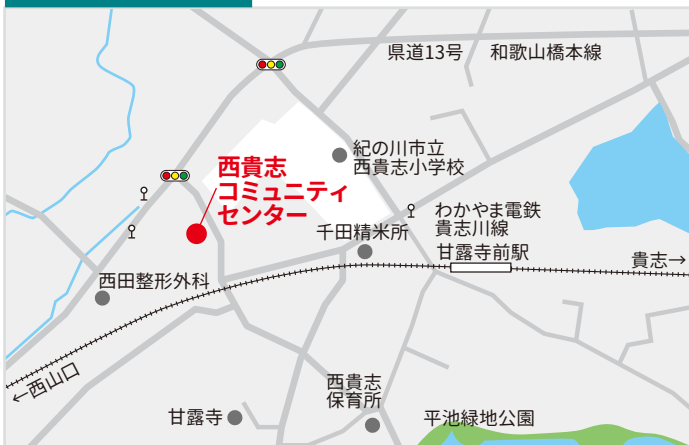 県道13号 和歌山橋本線
紀の川市立
西貴志小学校
西貴志
コミュニティ
センター
わかやま電鉄
貴志川線
甘露寺前駅
千田精米所
貴志→
西田整形外科
←西山口
西貴志
保育所
甘露寺
平池緑地公園